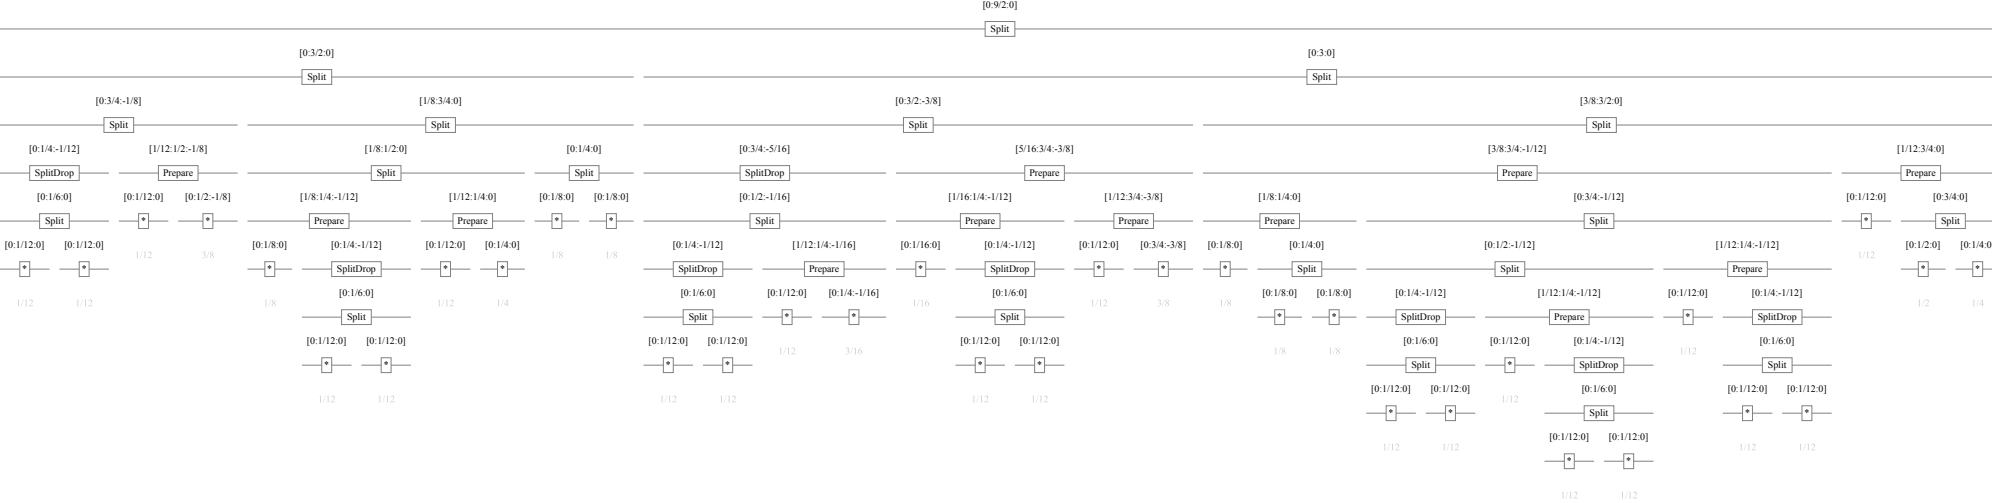 [0:9/2:0]
Split
[0:3/2:0] [0:3:0]
Split Split
[0:3/4:-1/8] [1/8:3/4:0] [0:3/2:-3/8] [3/8:3/2:0]
Split Split Split Split
[0:1/4:-1/12] [1/12:1/2:-1/8] [1/8:1/2:0] [0:1/4:0] [0:3/4:-5/16] [5/16:3/4:-3/8] [3/8:3/4:-1/12] [1/12:3/4:0]
SplitDrop Prepare Split Split SplitDrop Prepare Prepare Prepare
[0:1/6:0] [0:1/12:0] [0:1/2:-1/8] [1/8:1/4:-1/12] [1/12:1/4:0] [0:1/8:0] [0:1/8:0] [0:1/2:-1/16] [1/16:1/4:-1/12] [1/12:3/4:-3/8] [1/8:1/4:0] [0:3/4:-1/12] [0:1/12:0] [0:3/4:0]
Split * * Prepare Prepare * * Split Prepare Prepare Prepare Split * Split
[0:1/12:0] [0:1/12:0] 1/12 3/8 [0:1/8:0] [0:1/4:-1/12] [0:1/12:0] [0:1/4:0] 1/8 1/8 [0:1/4:-1/12] [1/12:1/4:-1/16] [0:1/16:0] [0:1/4:-1/12] [0:1/12:0] [0:3/4:-3/8] [0:1/8:0] [0:1/4:0] [0:1/2:-1/12] [1/12:1/4:-1/12] 1/12 [0:1/2:0] [0:1/4:0
* * * SplitDrop * * SplitDrop Prepare * SplitDrop * * * Split Split Prepare * *
1/12 1/12 1/8 [0:1/6:0] 1/12 1/4 [0:1/6:0] [0:1/12:0] [0:1/4:-1/16] 1/16 [0:1/6:0] 1/12 3/8 1/8 [0:1/8:0] [0:1/8:0] [0:1/4:-1/12] [1/12:1/4:-1/12] [0:1/12:0] [0:1/4:-1/12] 1/2 1/4
Split Split * * Split * * SplitDrop Prepare * SplitDrop
[0:1/12:0] [0:1/12:0] [0:1/12:0] [0:1/12:0] 1/12 3/16 [0:1/12:0] [0:1/12:0] 1/8 1/8 [0:1/6:0] [0:1/12:0] [0:1/4:-1/12] 1/12 [0:1/6:0]
* * * * * * Split * SplitDrop Split
1/12 1/12 1/12 1/12 1/12 1/12 [0:1/12:0] [0:1/12:0] 1/12 [0:1/6:0] [0:1/12:0] [0:1/12:0]
* * Split * *
1/12 1/12 [0:1/12:0] [0:1/12:0] 1/12 1/12
* *
1/12 1/12